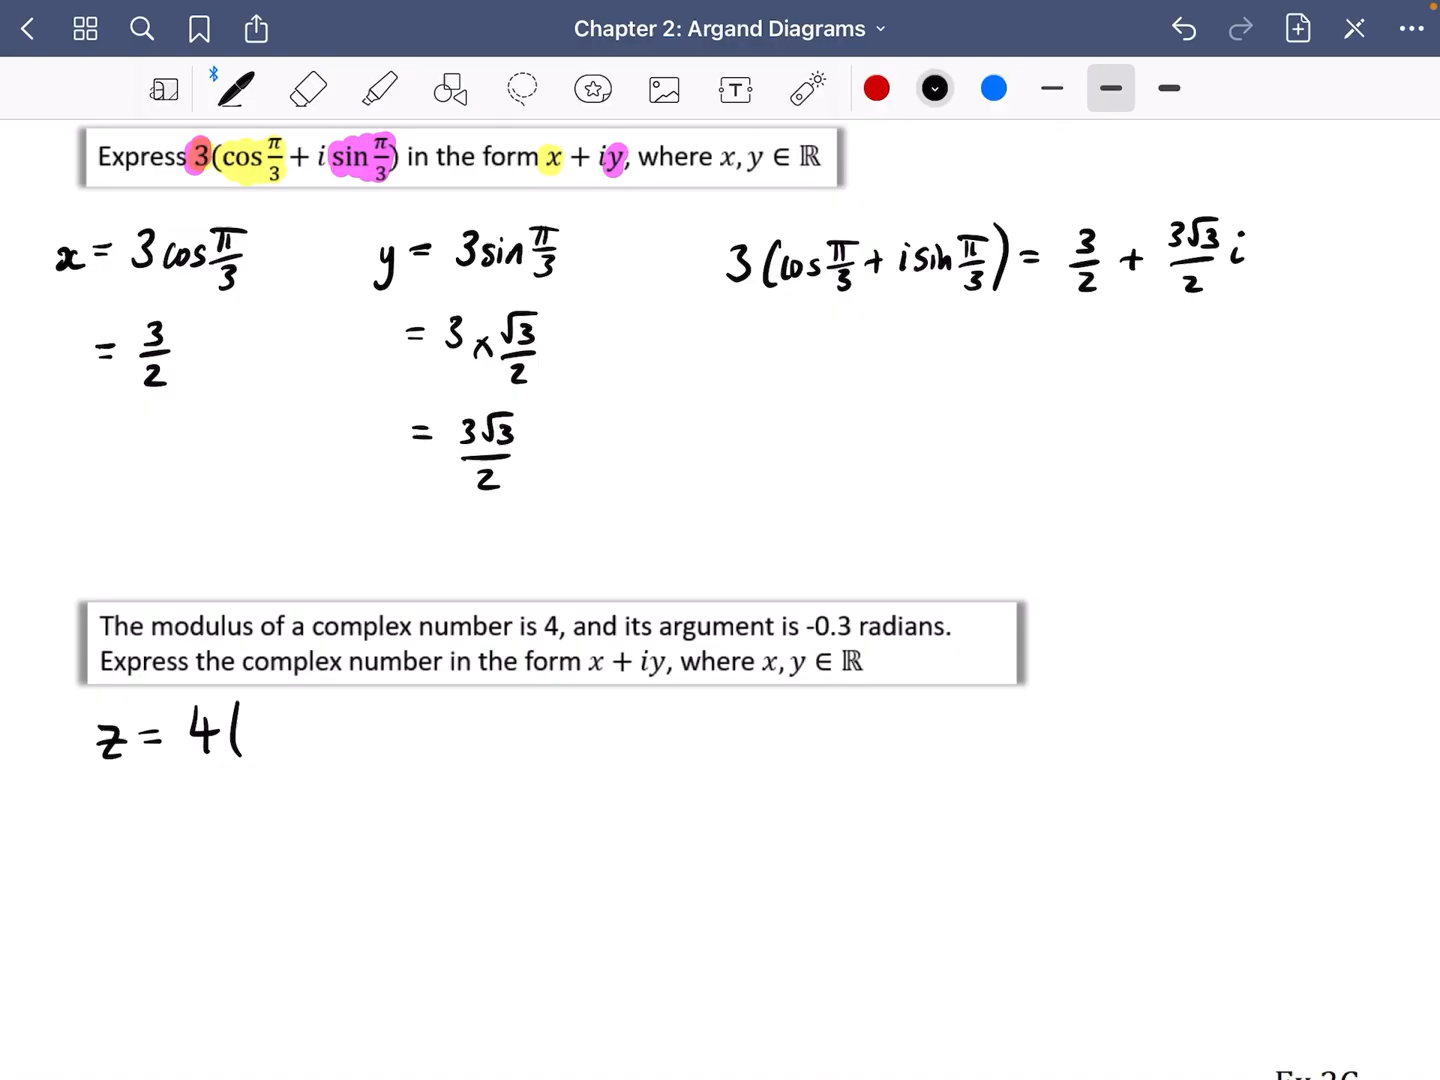 Chapter 2: Argand Diagrams
Express 3(cos π/3 + i sin π/3) in the form x + iy, where x, y ∈ ℝ
x = 3cos π/3
= 3/2
y = 3sin π/3
= 3 × √3/2
= 3√3/2
3(cos π/3 + i sin π/3) = 3/2 + 3√3/2 i
The modulus of a complex number is 4, and its argument is -0.3 radians.
Express the complex number in the form x + iy, where x, y ∈ ℝ
z = 4(